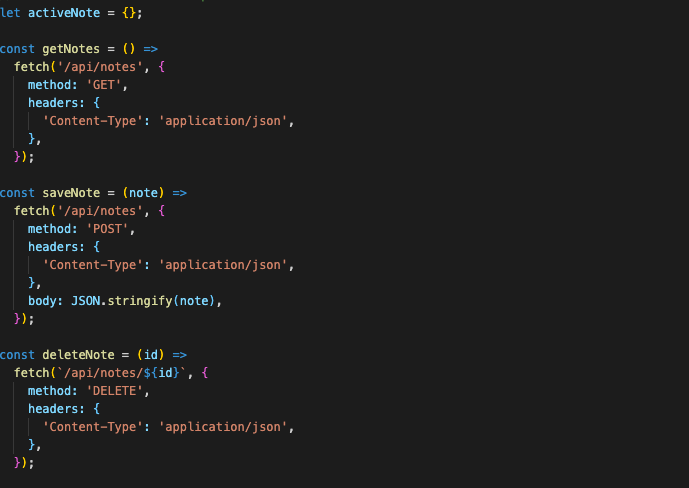 let activeNote = {};

const getNotes = () =>
  fetch('/api/notes', {
    method: 'GET',
    headers: {
      'Content-Type': 'application/json',
    },
  });

const saveNote = (note) =>
  fetch('/api/notes', {
    method: 'POST',
    headers: {
      'Content-Type': 'application/json',
    },
    body: JSON.stringify(note),
  });

const deleteNote = (id) =>
  fetch(`/api/notes/${id}`, {
    method: 'DELETE',
    headers: {
      'Content-Type': 'application/json',
    },
  });